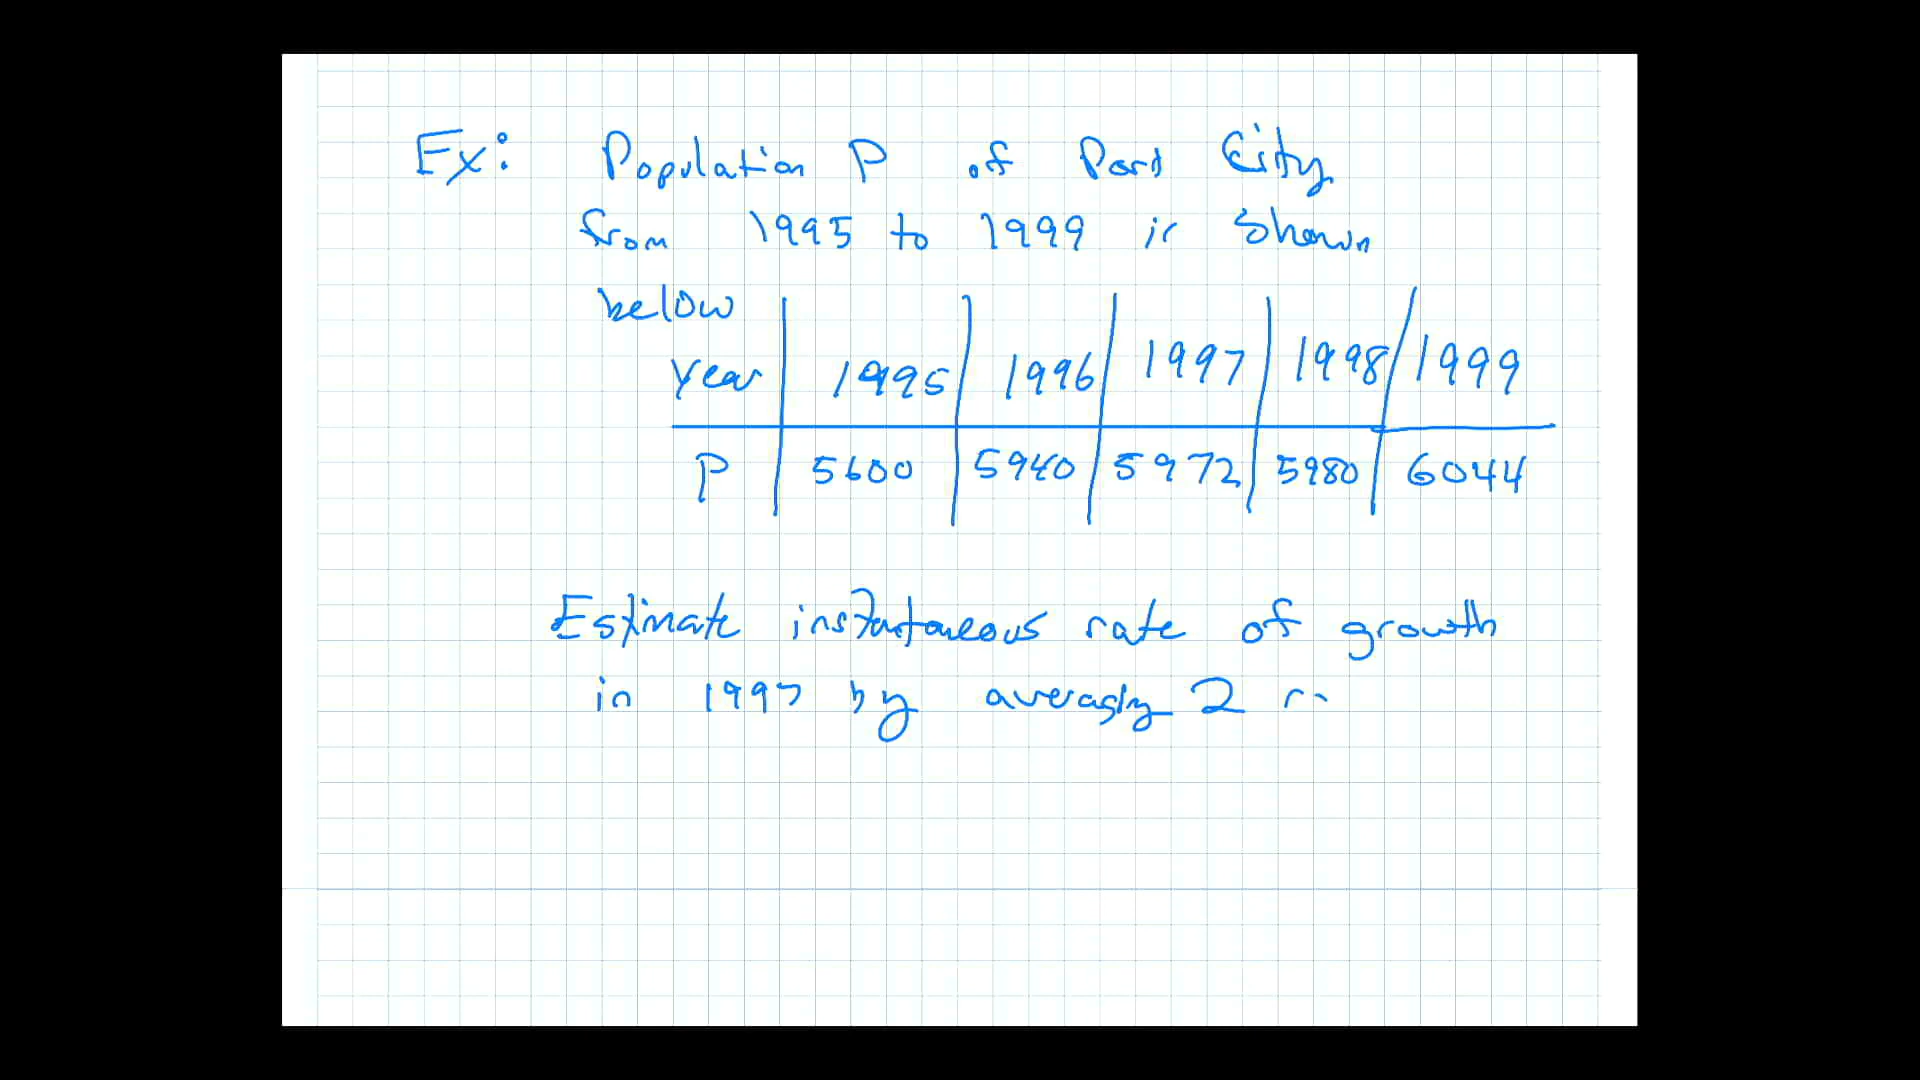 Ex: Population P of Port City
from 1995 to 1999 is shown
below
year 1995 1996 1997 1998 1999
P 5600 5940 5972 5980 6044
Estimate instantaneous rate of growth
in 1997 by averaging 2